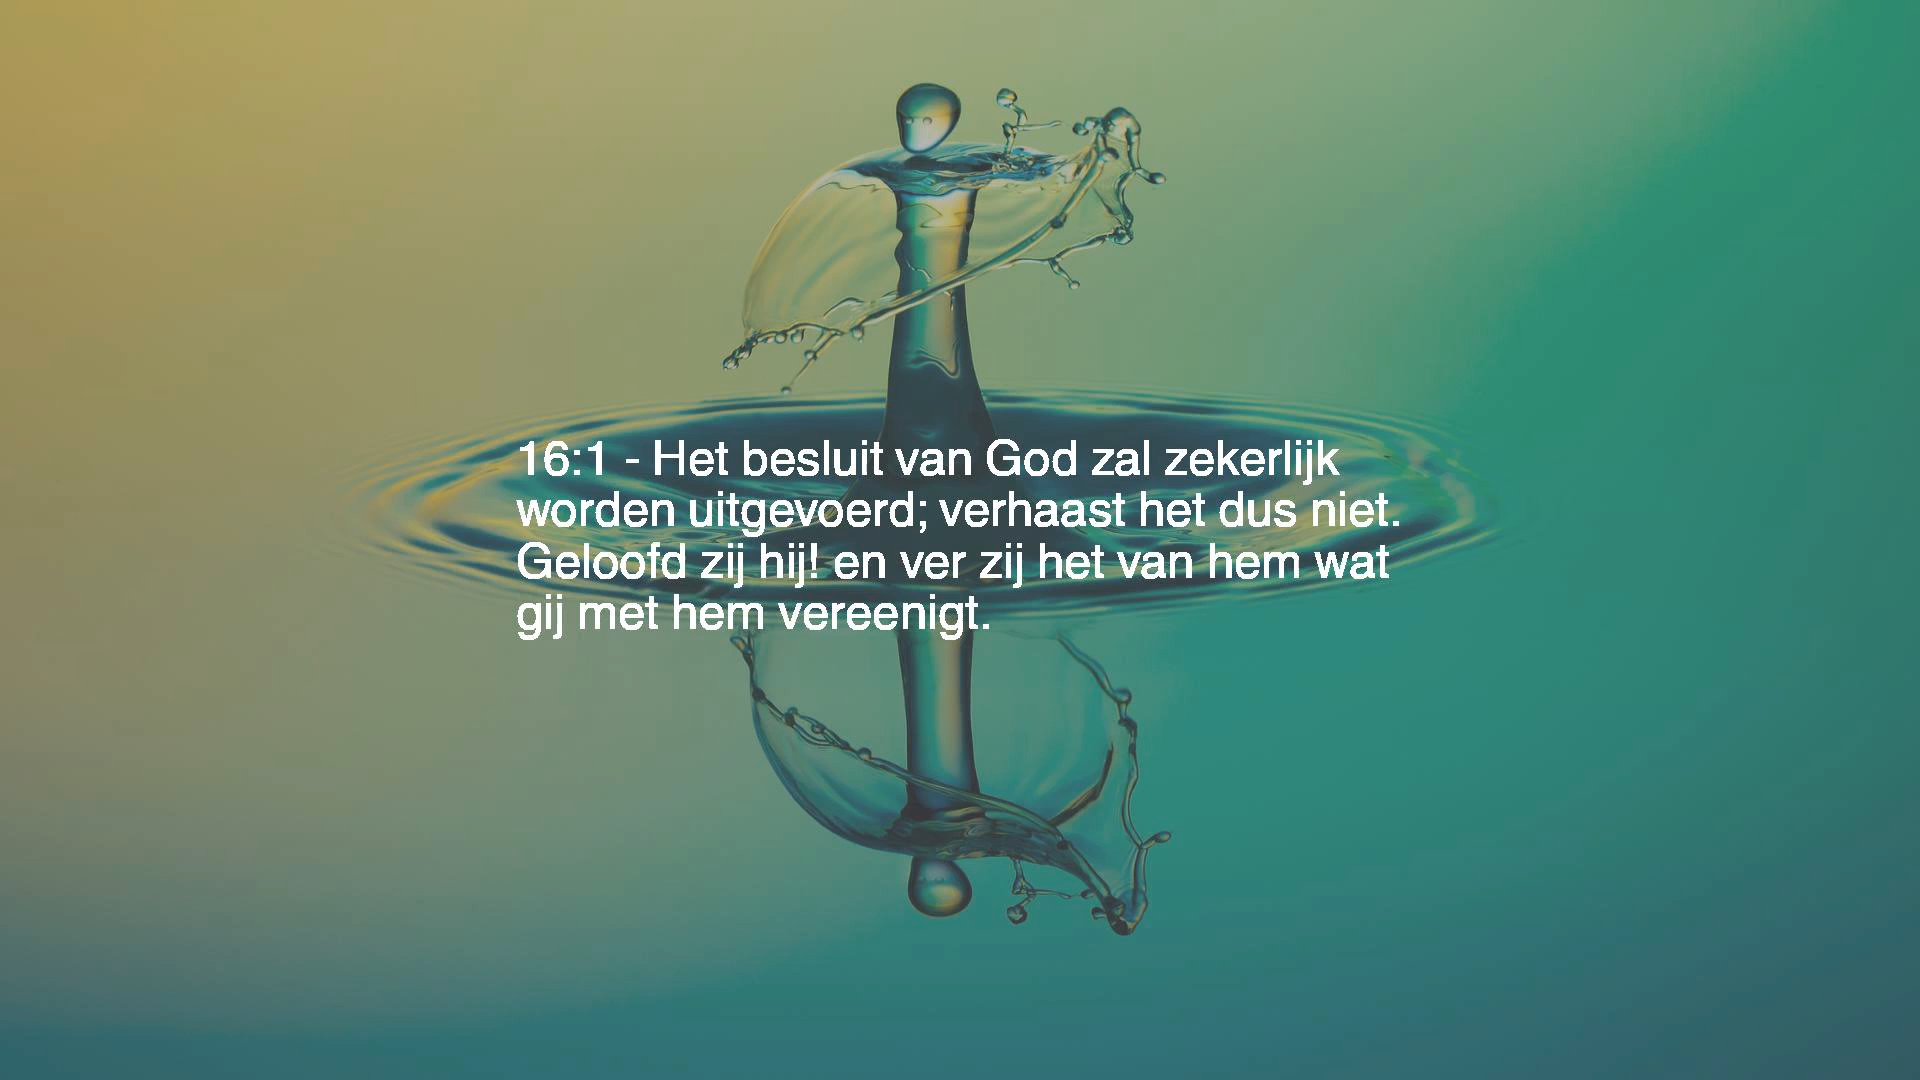 16:1 - Het besluit van God zal zekerlijk
worden uitgevoerd; verhaast het dus niet.
Geloofd zij hij! en ver zij het van hem wat
gij met hem vereenigt.